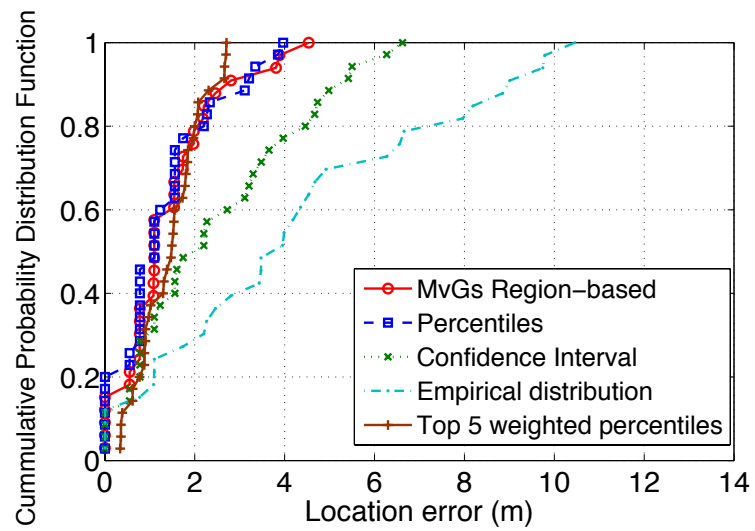 Cummulative Probability Distribution Function
1
0.8
0.6
0.4
0.2
0
MvGs Region-based
Percentiles
Confidence Interval
Empirical distribution
Top 5 weighted percentiles
0 2 4 6 8 10 12 14
Location error (m)